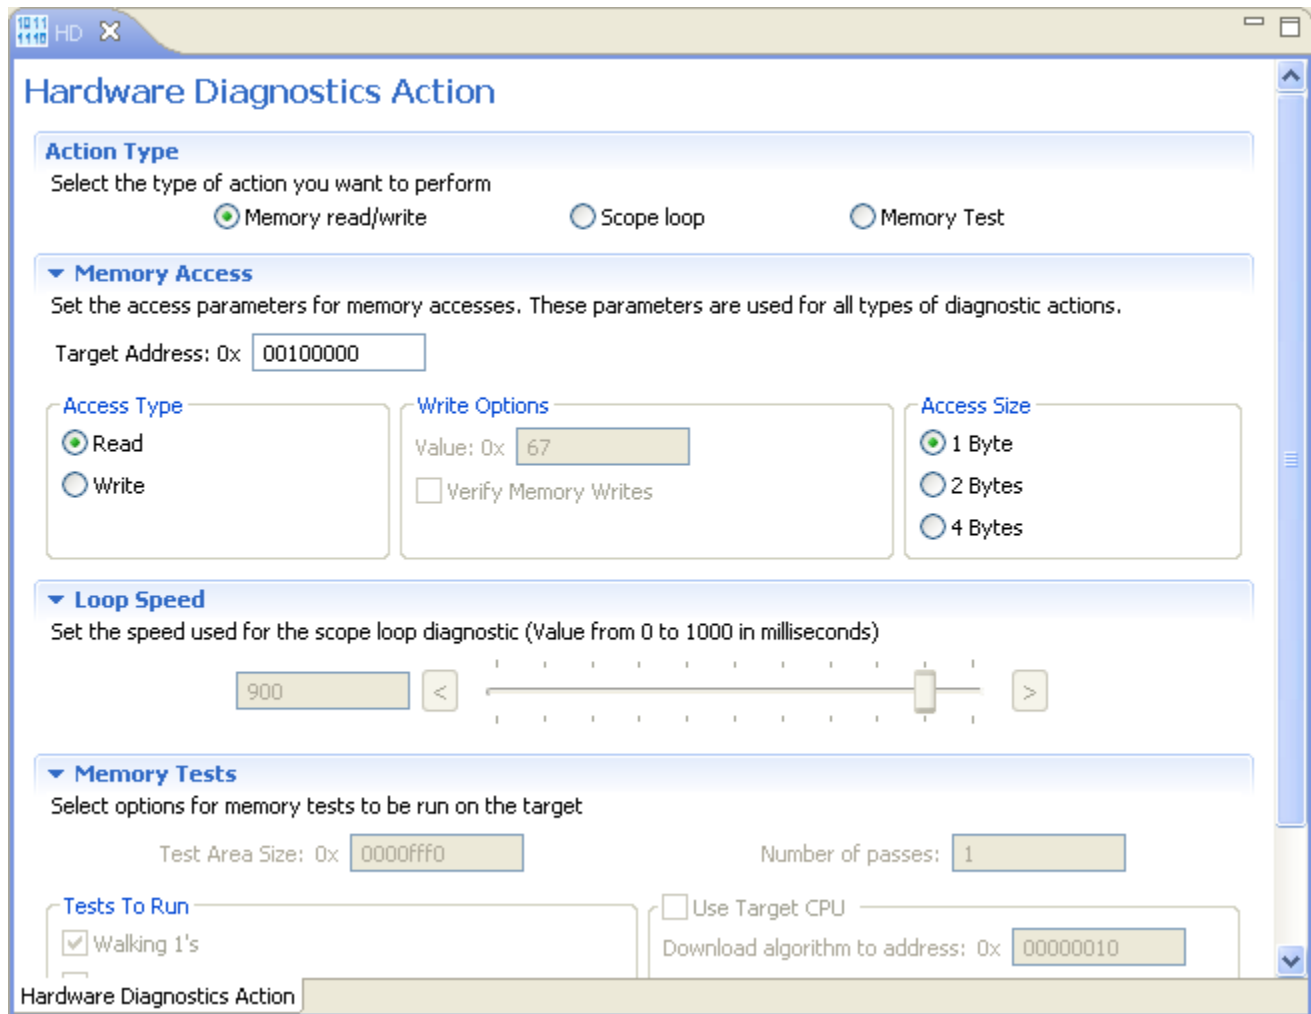 1011
1110 HD
Hardware Diagnostics Action
Action Type
Select the type of action you want to perform
Memory read/write Scope loop Memory Test
Memory Access
Set the access parameters for memory accesses. These parameters are used for all types of diagnostic actions.
Target Address: 0x 00100000
Access Type Write Options Access Size
Read Value: 0x 67 1 Byte
Write Verify Memory Writes 2 Bytes
4 Bytes
Loop Speed
Set the speed used for the scope loop diagnostic (Value from 0 to 1000 in milliseconds)
900 < >
Memory Tests
Select options for memory tests to be run on the target
Test Area Size: 0x 0000fff0 Number of passes: 1
Tests To Run Use Target CPU
Walking 1's Download algorithm to address: 0x 00000010
Hardware Diagnostics Action